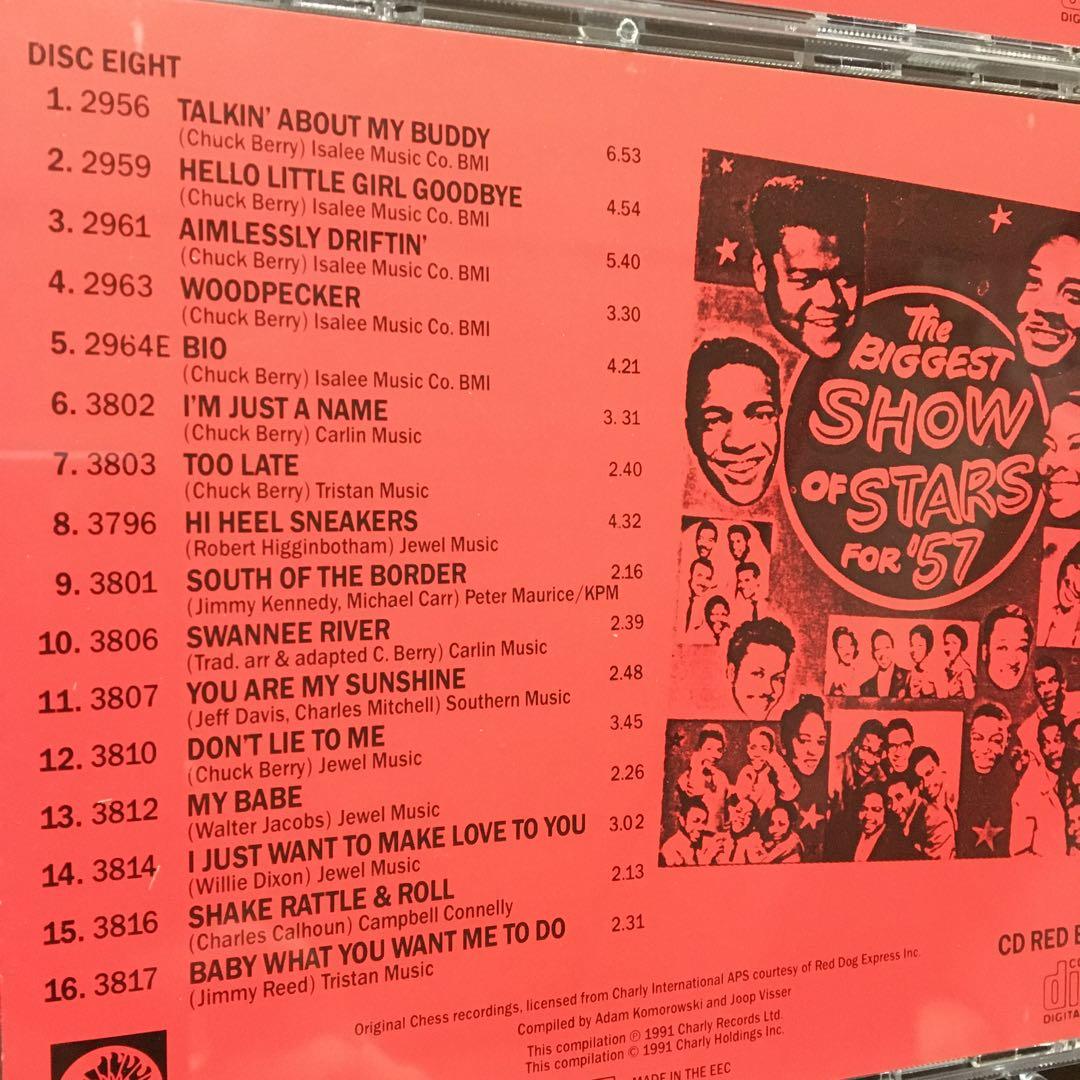 DISC EIGHT
1. 2956 TALKIN' ABOUT MY BUDDY 6.53
(Chuck Berry) Isalee Music Co. BMI
2. 2959 HELLO LITTLE GIRL GOODBYE 4.54
(Chuck Berry) Isalee Music Co. BMI
3. 2961 AIMLESSLY DRIFTIN' 5.40
(Chuck Berry) Isalee Music Co. BMI
4. 2963 WOODPECKER 3.30
(Chuck Berry) Isalee Music Co. BMI
5. 2964E BIO 4.21
(Chuck Berry) Isalee Music Co. BMI
6. 3802 I'M JUST A NAME 3. 31
(Chuck Berry) Carlin Music
7. 3803 TOO LATE 2.40
(Chuck Berry) Tristan Music
8. 3796 HI HEEL SNEAKERS 4.32
(Robert Higginbotham) Jewel Music
9. 3801 SOUTH OF THE BORDER 2.16
(Jimmy Kennedy, Michael Carr) Peter Maurice/KPM
10. 3806 SWANNEE RIVER 2.39
(Trad. arr & adapted C. Berry) Carlin Music
11. 3807 YOU ARE MY SUNSHINE 2.48
(Jeff Davis, Charles Mitchell) Southern Music
12. 3810 DON'T LIE TO ME 3.45
(Chuck Berry) Jewel Music
13. 3812 MY BABE 2.26
(Walter Jacobs) Jewel Music
14. 3814 I JUST WANT TO MAKE LOVE TO YOU 3.02
(Willie Dixon) Jewel Music
15. 3816 SHAKE RATTLE & ROLL 2.13
(Charles Calhoun) Campbell Connelly
16. 3817 BABY WHAT YOU WANT ME TO DO 2.31
(Jimmy Reed) Tristan Music
The
BIGGEST
SHOW
OF STARS
FOR '57
CD RED
Original Chess recordings, licensed from Charly International APS courtesy of Red Dog Express Inc.
Compiled by Adam Komorowski and Joop Visser
This compilation ℗ 1991 Charly Records Ltd.
This compilation © 1991 Charly Holdings Inc.
MADE IN THE EEC